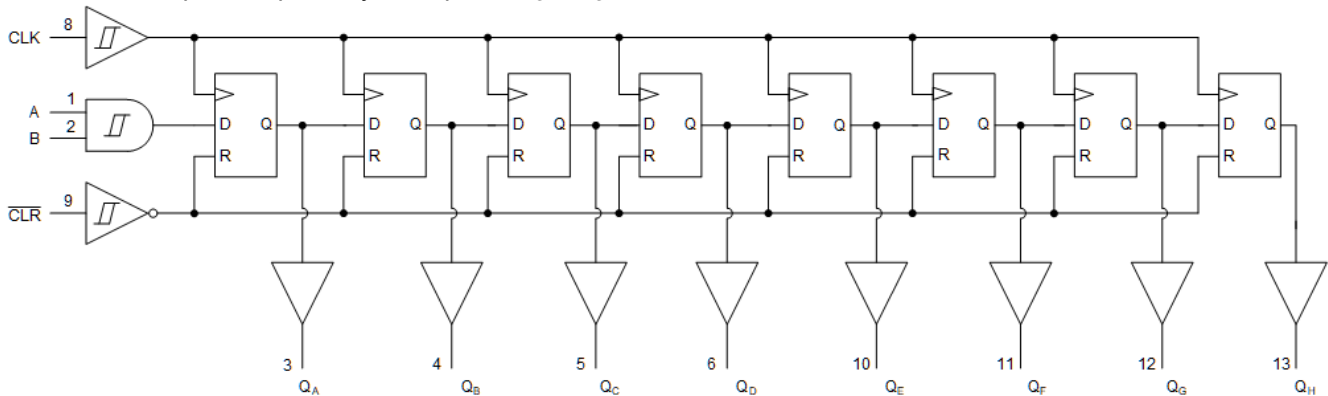 CLK 8
A 1
B 2
CLR 9
D Q R
D Q R
D Q R
D Q R
D Q R
D Q R
D Q R
D Q R
3 4 5 6 10 11 12 13
QA QB QC QD QE QF QG QH